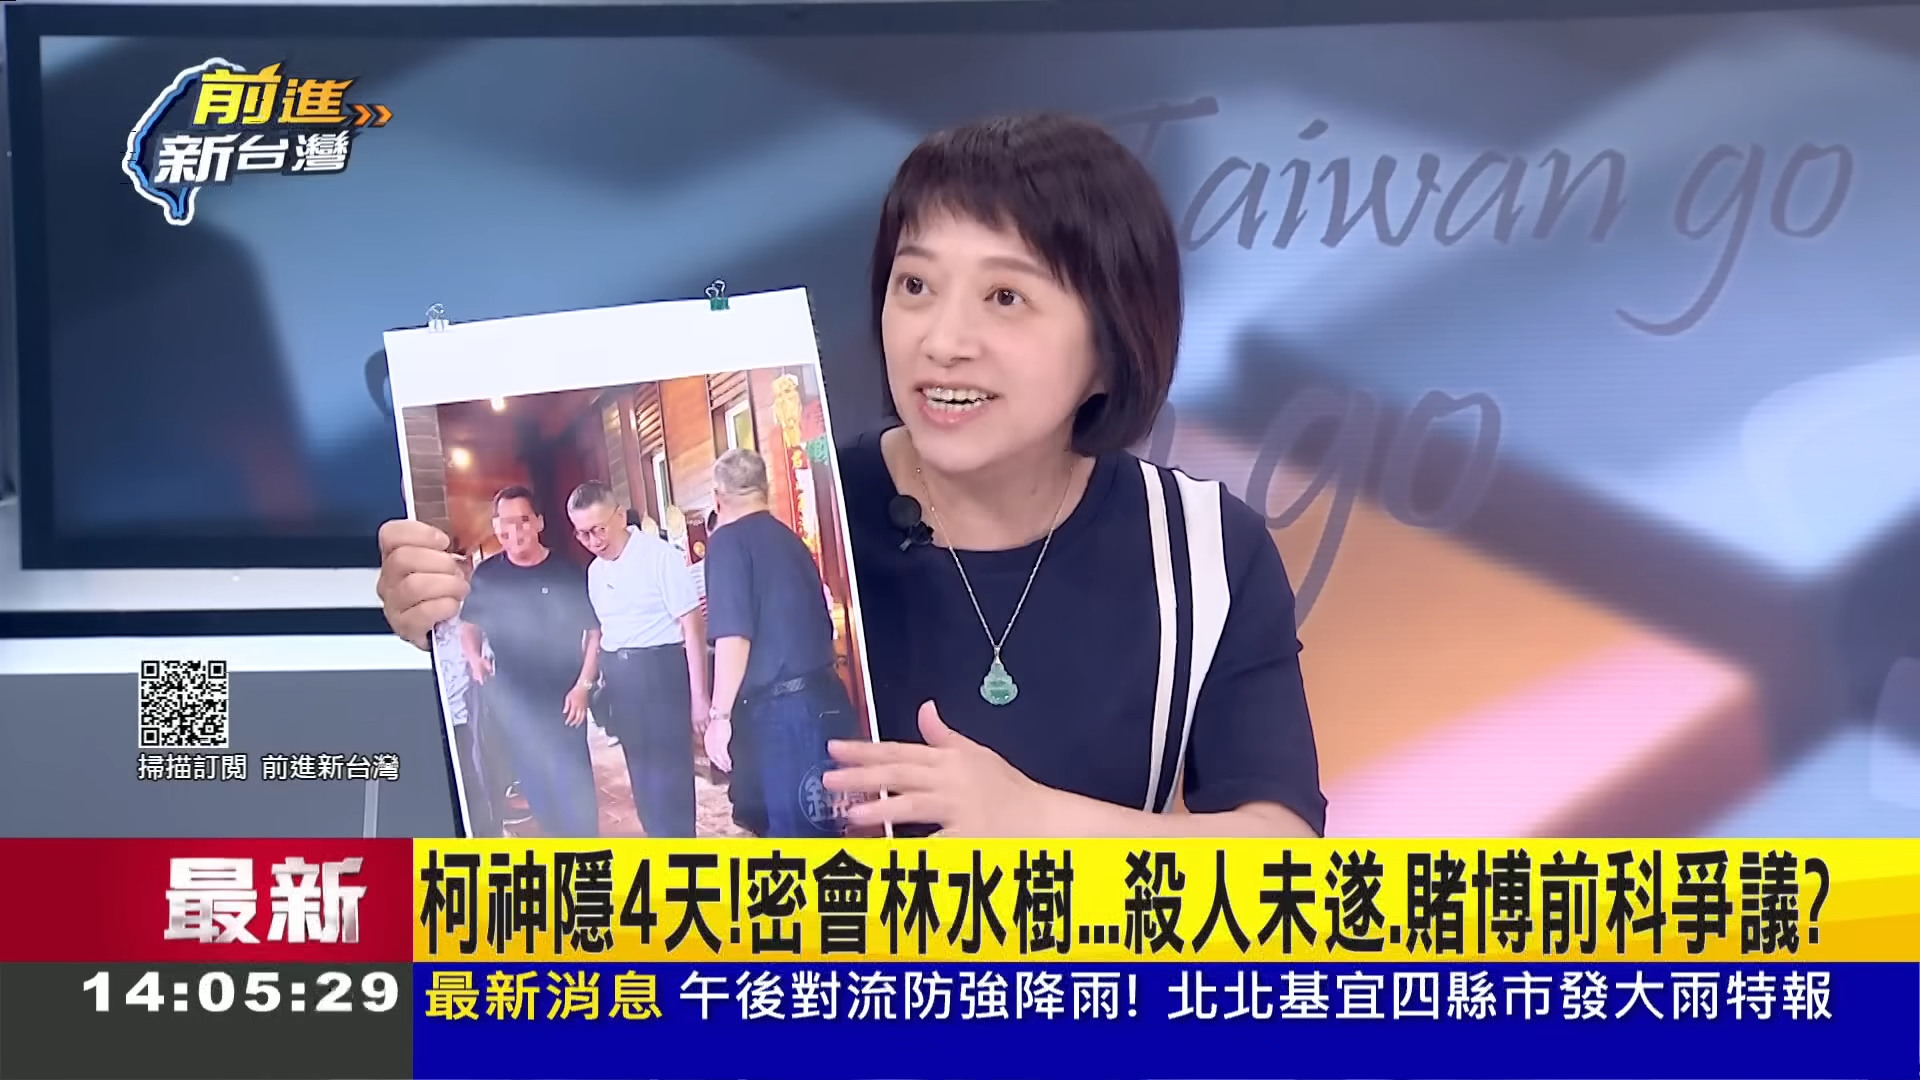 前進
新台灣
Taiwan go
go
掃描訂閱 前進新台灣
最新
柯神隱4天!密會林水樹...殺人未遂.賭博前科爭議?
14:05:29
最新消息 午後對流防強降雨! 北北基宜四縣市發大雨特報